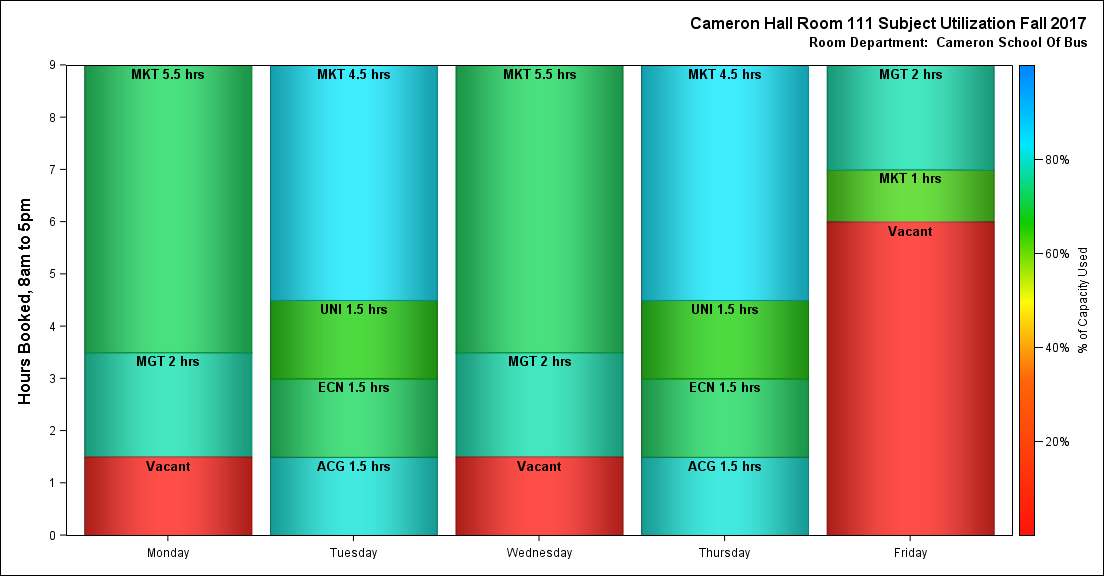 Cameron Hall Room 111 Subject Utilization Fall 2017
Room Department:  Cameron School Of Bus
Hours Booked, 8am to 5pm
9
8
7
6
5
4
3
2
1
0
MKT 5.5 hrs
MGT 2 hrs
Vacant
Monday
MKT 4.5 hrs
UNI 1.5 hrs
ECN 1.5 hrs
ACG 1.5 hrs
Tuesday
MKT 5.5 hrs
MGT 2 hrs
Vacant
Wednesday
MKT 4.5 hrs
UNI 1.5 hrs
ECN 1.5 hrs
ACG 1.5 hrs
Thursday
MGT 2 hrs
MKT 1 hrs
Vacant
Friday
80%
60%
40%
20%
% of Capacity Used